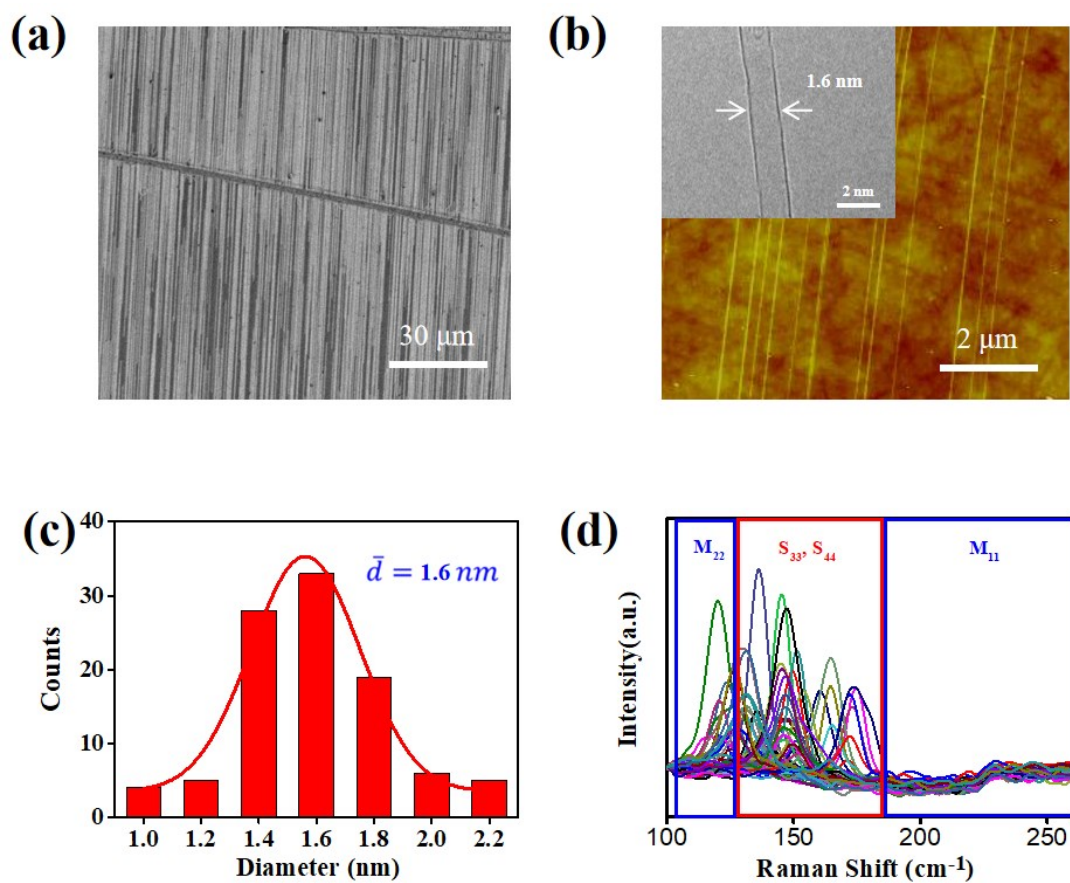 (a)
30 μm
(b)
1.6 nm
2 nm
2 μm
(c)
40
30
20
10
0
Counts
d̄ = 1.6 nm
1.0 1.2 1.4 1.6 1.8 2.0 2.2
Diameter (nm)
(d)
M₂₂
S₃₃, S₄₄
M₁₁
Intensity(a.u.)
100 150 200 250
Raman Shift (cm⁻¹)